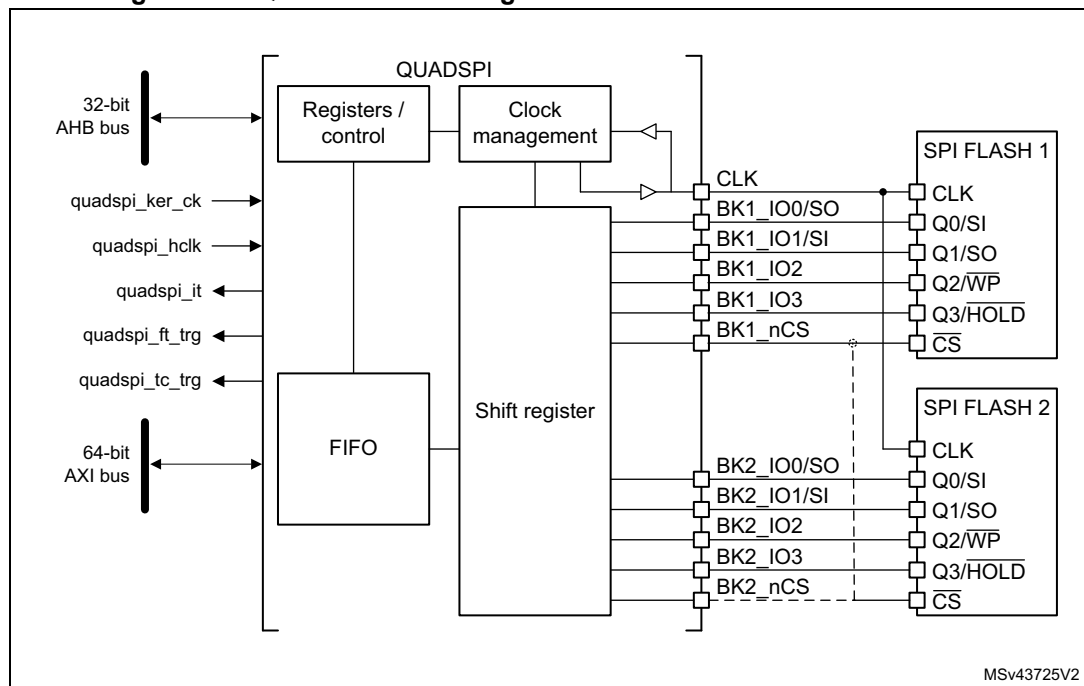 QUADSPI
32-bit
AHB bus
Registers /
control
Clock
management
quadspi_ker_ck
quadspi_hclk
quadspi_it
quadspi_ft_trg
quadspi_tc_trg
64-bit
AXI bus
FIFO
Shift register
CLK
BK1_IO0/SO
BK1_IO1/SI
BK1_IO2
BK1_IO3
BK1_nCS
BK2_IO0/SO
BK2_IO1/SI
BK2_IO2
BK2_IO3
BK2_nCS
SPI FLASH 1
CLK
Q0/SI
Q1/SO
Q2/WP
Q3/HOLD
CS
SPI FLASH 2
CLK
Q0/SI
Q1/SO
Q2/WP
Q3/HOLD
CS
MSv43725V2